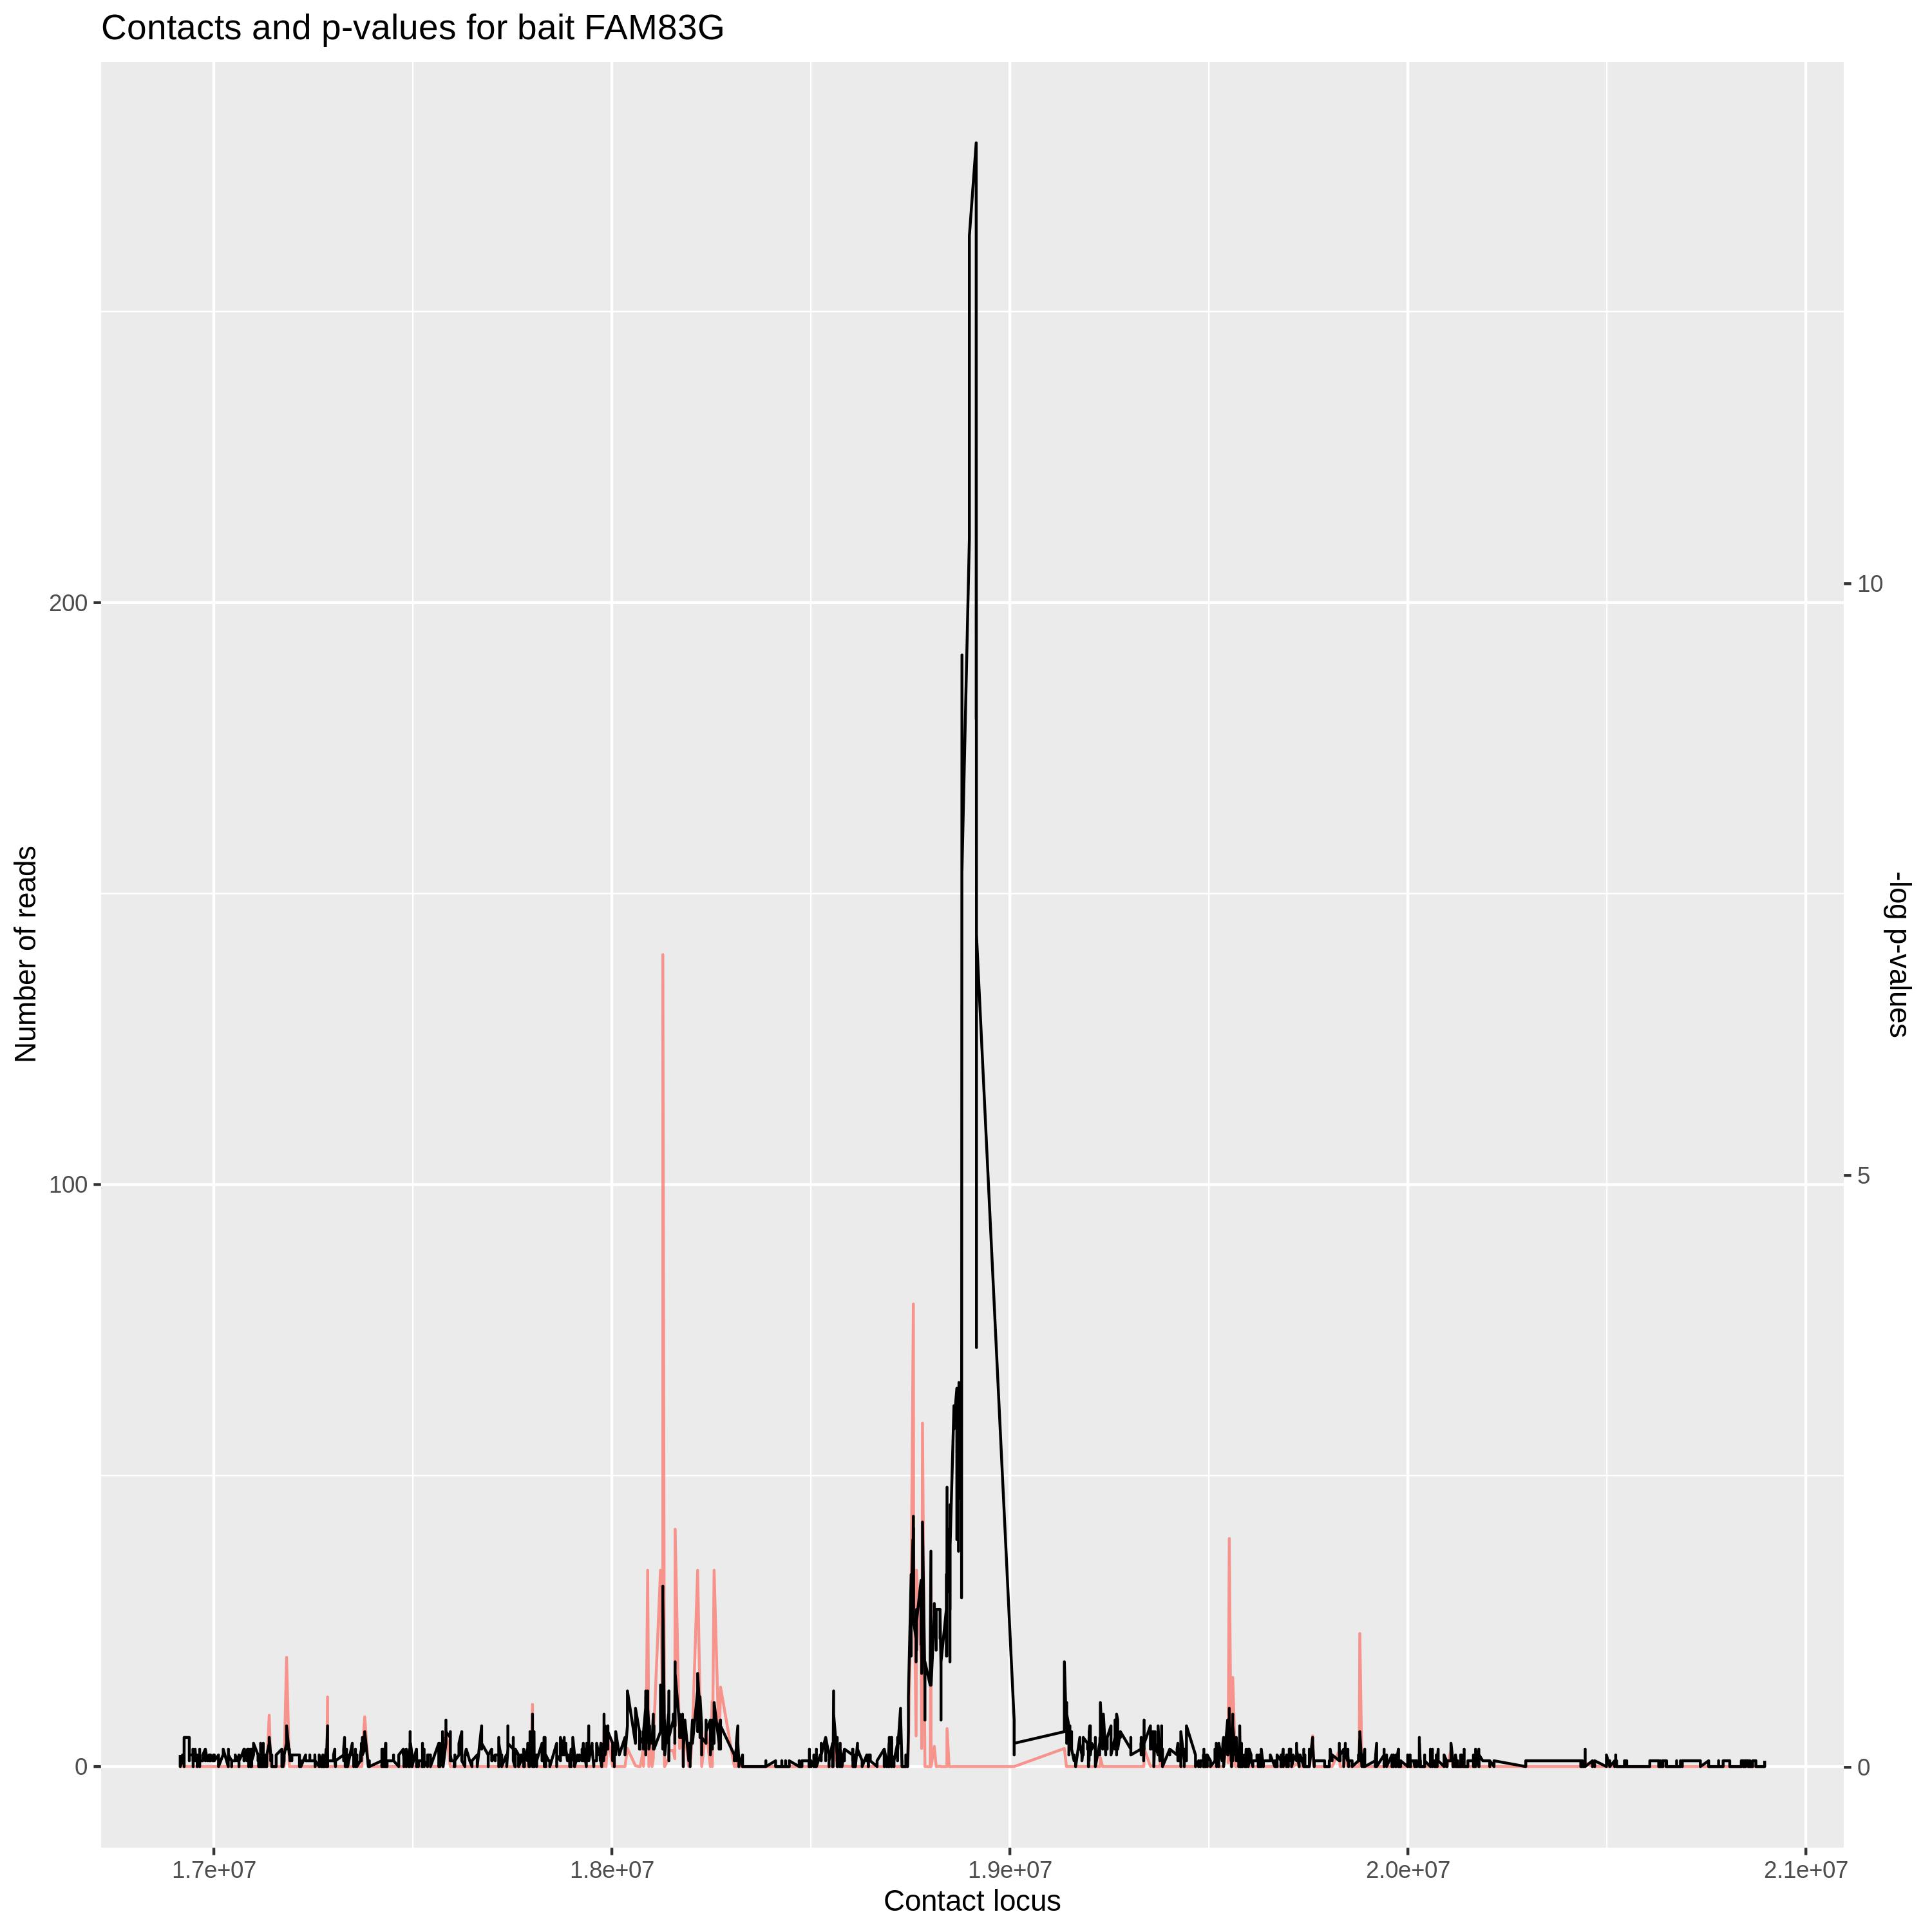 Contacts and p-values for bait FAM83G
200
100
0
Number of reads
10
5
0
-log p-values
1.7e+07
1.8e+07
1.9e+07
2.0e+07
2.1e+07
Contact locus